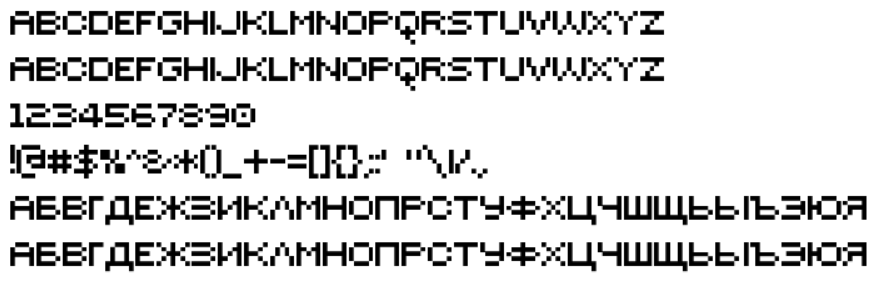 ABCDEFGHIJKLMNOPQRSTUVWXYZ
ABCDEFGHIJKLMNOPQRSTUVWXYZ
1234567890
!@#$%^&*()_+-=[]{};:' "\|/.,
АБВГДЕЖЗИКЛМНОПРСТУФХЦЧШЩЬЫЪЭЮЯ
АБВГДЕЖЗИКЛМНОПРСТУФХЦЧШЩЬЫЪЭЮЯ